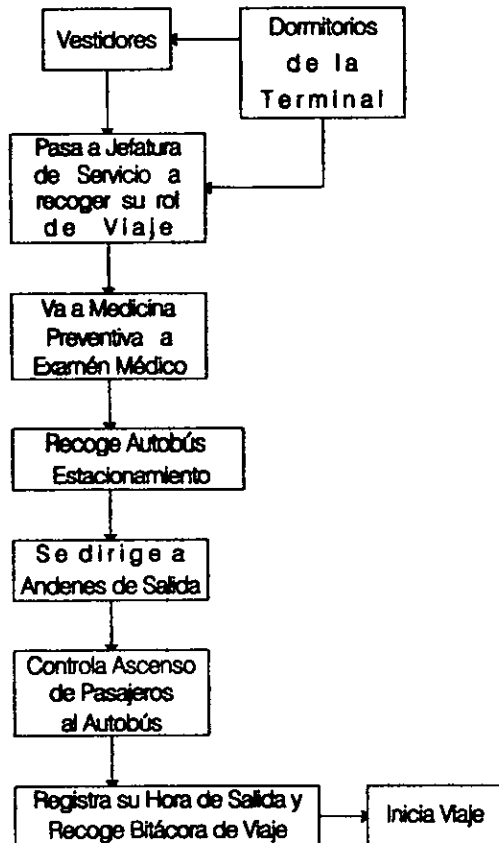 Vestidores
Dormitorios
de la
Terminal
Pasa a Jefatura
de Servicio a
recoger su rol
de Viaje
Va a Medicina
Preventiva a
Examén Médico
Recoge Autobús
Estacionamiento
Se dirige a
Andenes de Salida
Controla Ascenso
de Pasajeros
al Autobús
Registra su Hora de Salida y
Recoge Bitácora de Viaje
Inicia Viaje